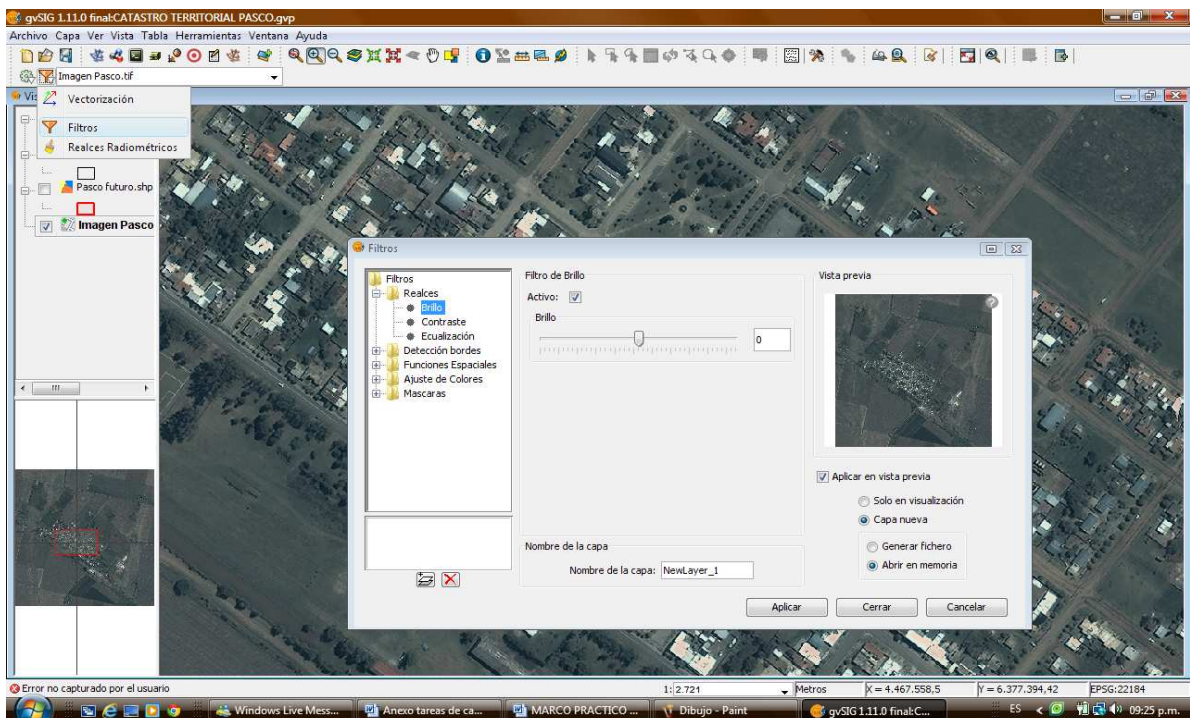 gvSIG 1.11.0 final:CATASTRO TERRITORIAL PASCO.gvp
Archivo Capa Ver Vista Tabla Herramientas Ventana Ayuda
Imagen Pasco.tif
Vectorización
Filtros
Realces Radiométricos
Pasco futuro.shp
Imagen Pasco
Filtros
Filtros
Realces
Brillo
Contraste
Ecualización
Detección bordes
Funciones Espaciales
Ajuste de Colores
Mascaras
Filtro de Brillo
Activo:
Brillo
0
Vista previa
Aplicar en vista previa
Solo en visualización
Capa nueva
Generar fichero
Abrir en memoria
Nombre de la capa
Nombre de la capa: NewLayer_1
Aplicar
Cerrar
Cancelar
Error no capturado por el usuario
1: 2.721
Metros
X = 4.467.558,5
Y = 6.377.394,42
EPSG:22184
Windows Live Mess...
Anexo tareas de ca...
MARCO PRACTICO ...
Dibujo - Paint
gvSIG 1.11.0 final:C...
ES
09:25 p.m.